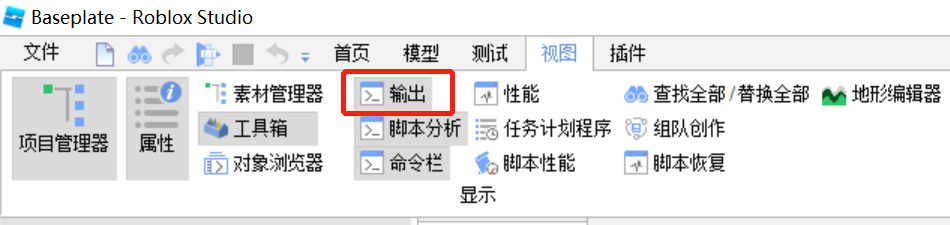 Baseplate - Roblox Studio
文件 首页 模型 测试 视图 插件
素材管理器 输出 性能 查找全部/替换全部 地形编辑器
项目管理器 属性 工具箱 脚本分析 任务计划程序 组队创作
对象浏览器 命令栏 脚本性能 脚本恢复
显示